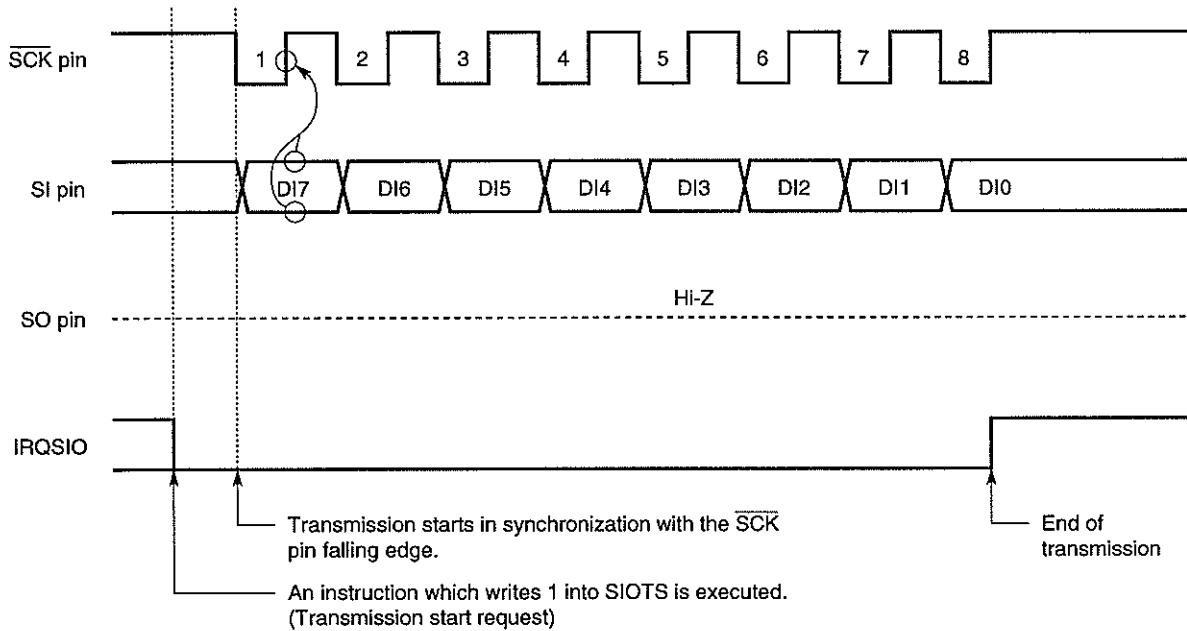 SCK pin
1 2 3 4 5 6 7 8
SI pin
DI7 DI6 DI5 DI4 DI3 DI2 DI1 DI0
Hi-Z
SO pin
IRQSIO
Transmission starts in synchronization with the SCK
pin falling edge.
End of
transmission
An instruction which writes 1 into SIOTS is executed.
(Transmission start request)